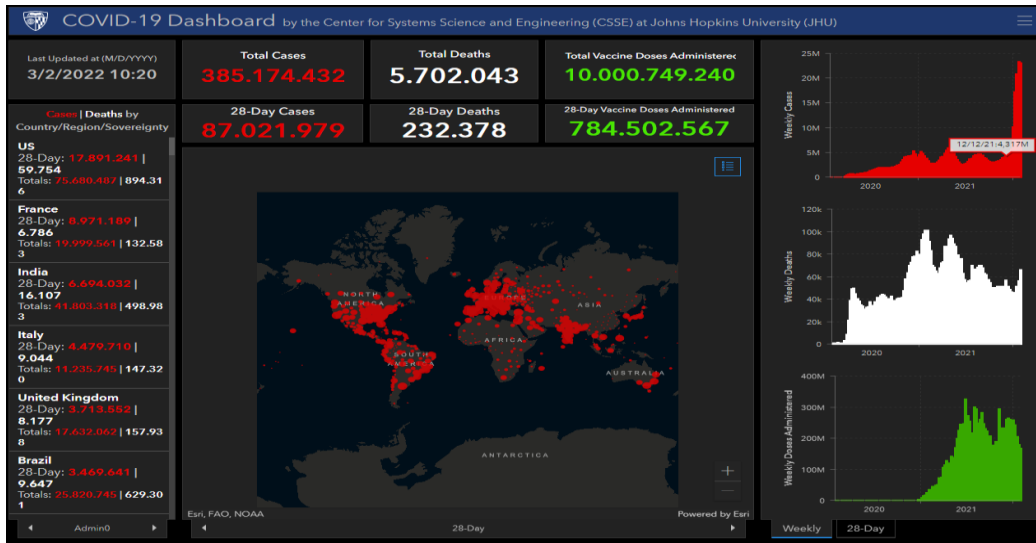 COVID-19 Dashboard by the Center for Systems Science and Engineering (CSSE) at Johns Hopkins University (JHU)
Last Updated at (M/D/YYYY)
3/2/2022 10:20
Total Cases
385.174.432
Total Deaths
5.702.043
Total Vaccine Doses Administered
10.000.749.240
28-Day Cases
87.021.979
28-Day Deaths
232.378
28-Day Vaccine Doses Administered
784.502.567
Cases | Deaths by
Country/Region/Sovereignty
US
28-Day: 17.891.241 |
59.754
Totals: 75.680.487 | 894.31
6
France
28-Day: 8.971.189 |
6.786
Totals: 19.999.561 | 132.58
3
India
28-Day: 6.694.032 |
16.107
Totals: 41.803.318 | 498.98
3
Italy
28-Day: 4.479.710 |
9.044
Totals: 11.235.745 | 147.32
0
United Kingdom
28-Day: 3.713.552 |
8.177
Totals: 17.632.062 | 157.93
8
Brazil
28-Day: 3.469.641 |
9.647
Totals: 25.820.745 | 629.30
1
Admin0
NORTH
AMERICA
EUROPE
ASIA
AFRICA
SOUTH
AMERICA
AUSTRALIA
ANTARCTICA
+
−
Esri, FAO, NOAA
Powered by Esri
28-Day
Weekly Cases
25M
20M
15M
10M
5M
0
12/12/21:4,317M
2020
2021
Weekly Deaths
120k
100k
80k
60k
40k
20k
0
2020
2021
Weekly Doses Administered
400M
300M
200M
100M
0
2020
2021
Weekly
28-Day